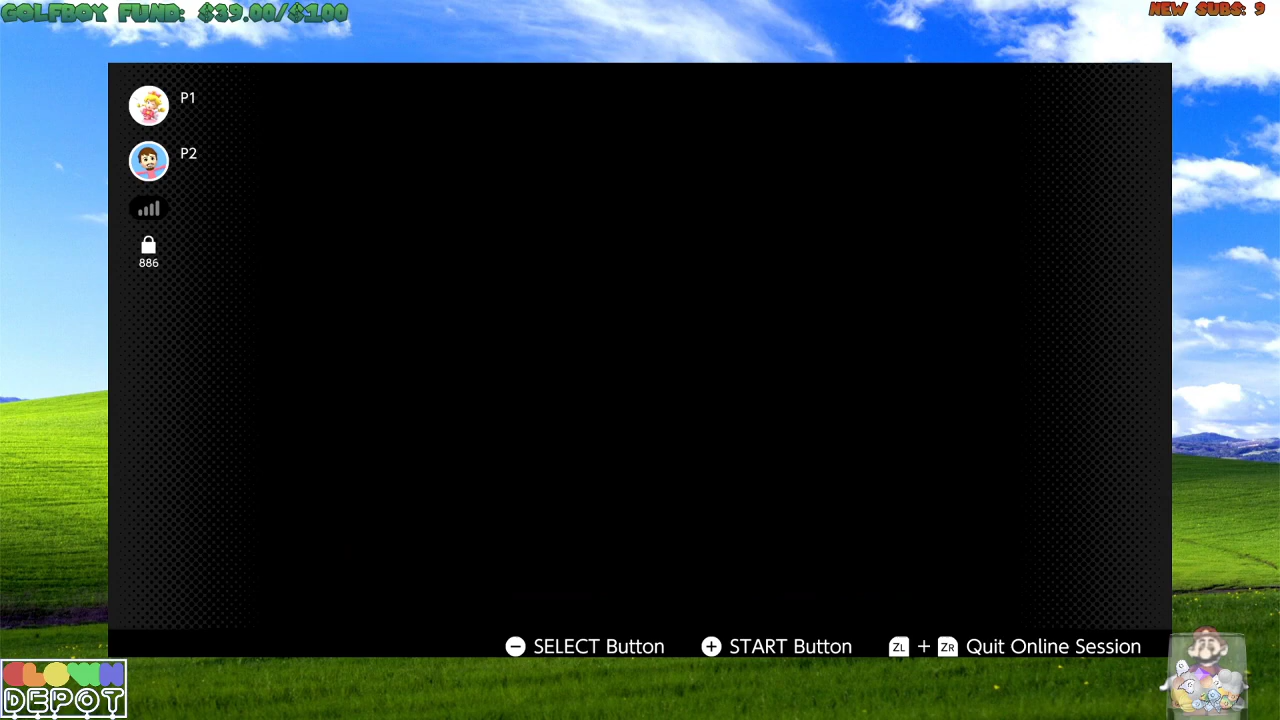 GOLFBOY FUND: $39.00/$100
NEW SUBS: 9
P1
P2
886
SELECT Button
START Button
ZL + ZR Quit Online Session
CLOWN
DEPOT